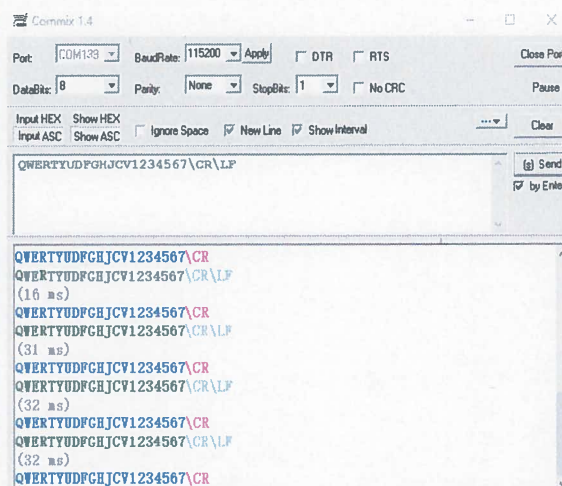 Commix 1.4
Port: COM139 BaudRate: 115200 Apply DTR RTS Close Por
DataBits: 8 Parity: None StopBits: 1 No CRC Pause
Input HEX Show HEX
Input ASC Show ASC Ignore Space New Line Show Interval ... Clear
QWERTYUDFGHJCV1234567\CR\LF
(s) Send
by Ente
QWERTYUDFGHJCV1234567\CR
QWERTYUDFGHJCV1234567\CR\LF
(16 ms)
QWERTYUDFGHJCV1234567\CR
QWERTYUDFGHJCV1234567\CR\LF
(31 ms)
QWERTYUDFGHJCV1234567\CR
QWERTYUDFGHJCV1234567\CR\LF
(32 ms)
QWERTYUDFGHJCV1234567\CR
QWERTYUDFGHJCV1234567\CR\LF
(32 ms)
QWERTYUDFGHJCV1234567\CR